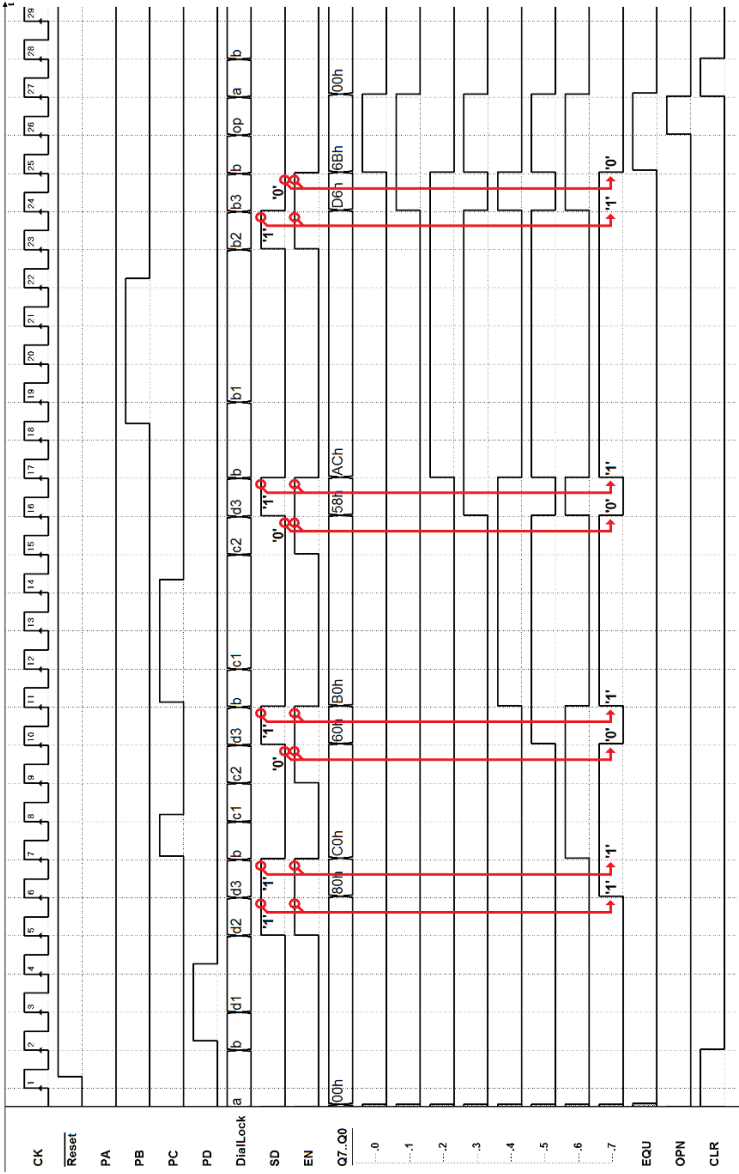 t
CK 1 2 3 4 5 6 7 8 9 10 11 12 13 14 15 16 17 18 19 20 21 22 23 24 25 26 27 28 29
Reset
PA
PB
PC
PD
DialLock a b d1 d2 d3 b c1 c2 d3 b c1 c2 d3 b b1 b2 b3 b op a b
SD '1' '1' '0' '1' '0' '1' '1' '0'
EN
Q7..Q0 00h 80h C0h 60h B0h 58h ACh D6h 6Bh 00h
.....0
.....1
.....2
.....3
.....4
.....5
.....6
.....7 '1' '1' '0' '1' '0' '1' '1' '0'
EQU
OPN
CLR